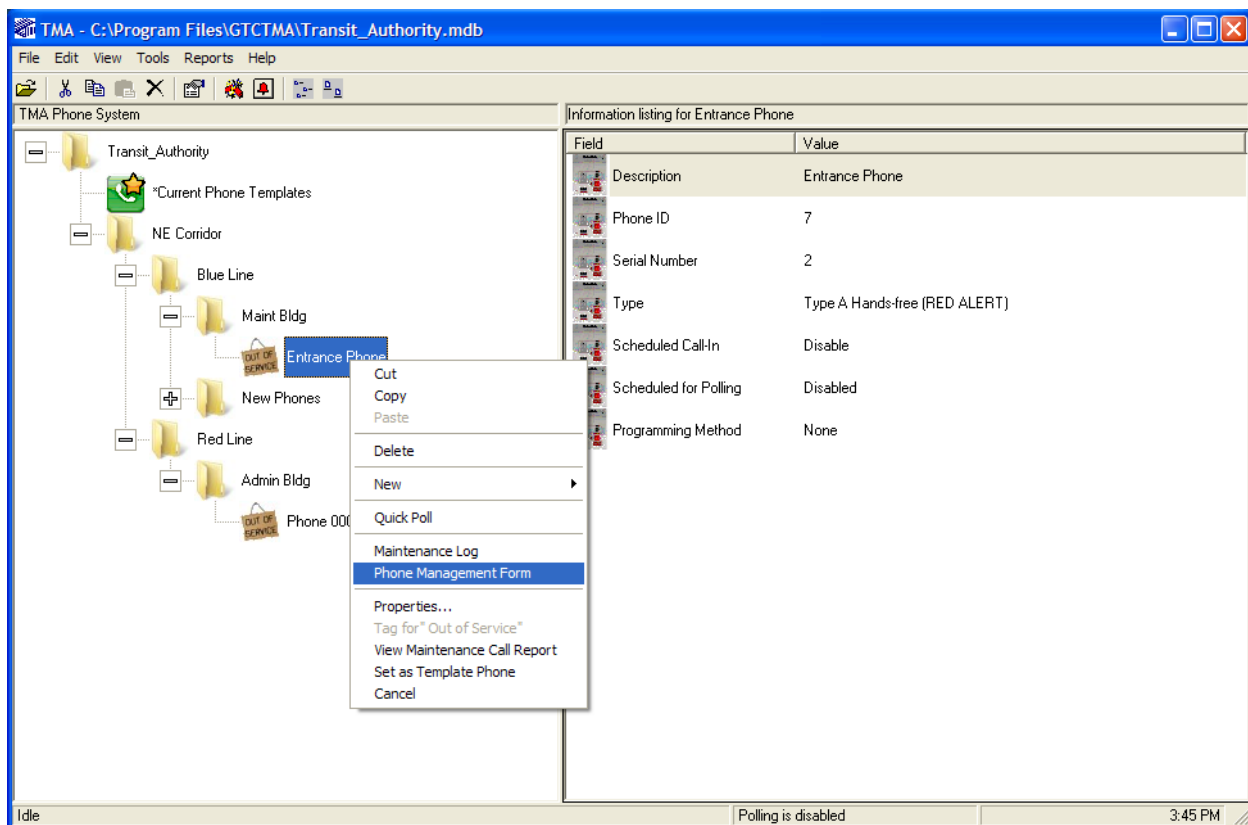 TMA - C:\Program Files\GTCTMA\Transit_Authority.mdb
File Edit View Tools Reports Help
TMA Phone System
Transit_Authority
*Current Phone Templates
NE Corridor
Blue Line
Maint Bldg
OUT OF SERVICE
Entrance Phone
New Phones
Red Line
Admin Bldg
OUT OF SERVICE
Phone 000
Cut
Copy
Paste
Delete
New
Quick Poll
Maintenance Log
Phone Management Form
Properties...
Tag for" Out of Service"
View Maintenance Call Report
Set as Template Phone
Cancel
Information listing for Entrance Phone
Field Value
Description Entrance Phone
Phone ID 7
Serial Number 2
Type Type A Hands-free (RED ALERT)
Scheduled Call-In Disable
Scheduled for Polling Disabled
Programming Method None
Idle Polling is disabled 3:45 PM